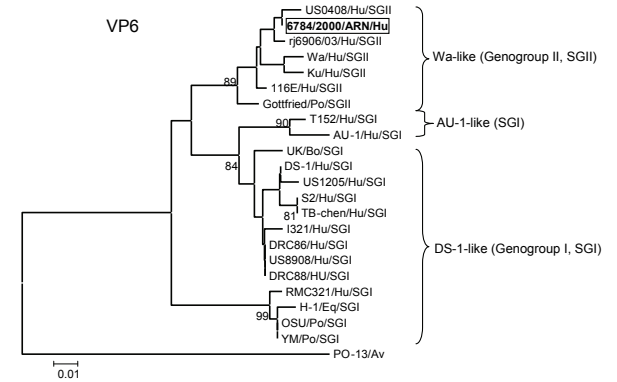 VP6
US0408/Hu/SGII
6784/2000/ARN/Hu
rj6906/03/Hu/SGII
Wa/Hu/SGII
Ku/Hu/SGII
89
116E/Hu/SGII
Gottfried/Po/SGII
Wa-like (Genogroup II, SGII)
90
T152/Hu/SGI
AU-1/Hu/SGI
AU-1-like (SGI)
84
UK/Bo/SGI
DS-1/Hu/SGI
US1205/Hu/SGI
S2/Hu/SGI
81
TB-chen/Hu/SGI
I321/Hu/SGI
DRC86/Hu/SGI
US8908/Hu/SGI
DRC88/HU/SGI
RMC321/Hu/SGI
H-1/Eq/SGI
99
OSU/Po/SGI
YM/Po/SGI
DS-1-like (Genogroup I, SGI)
PO-13/Av
0.01